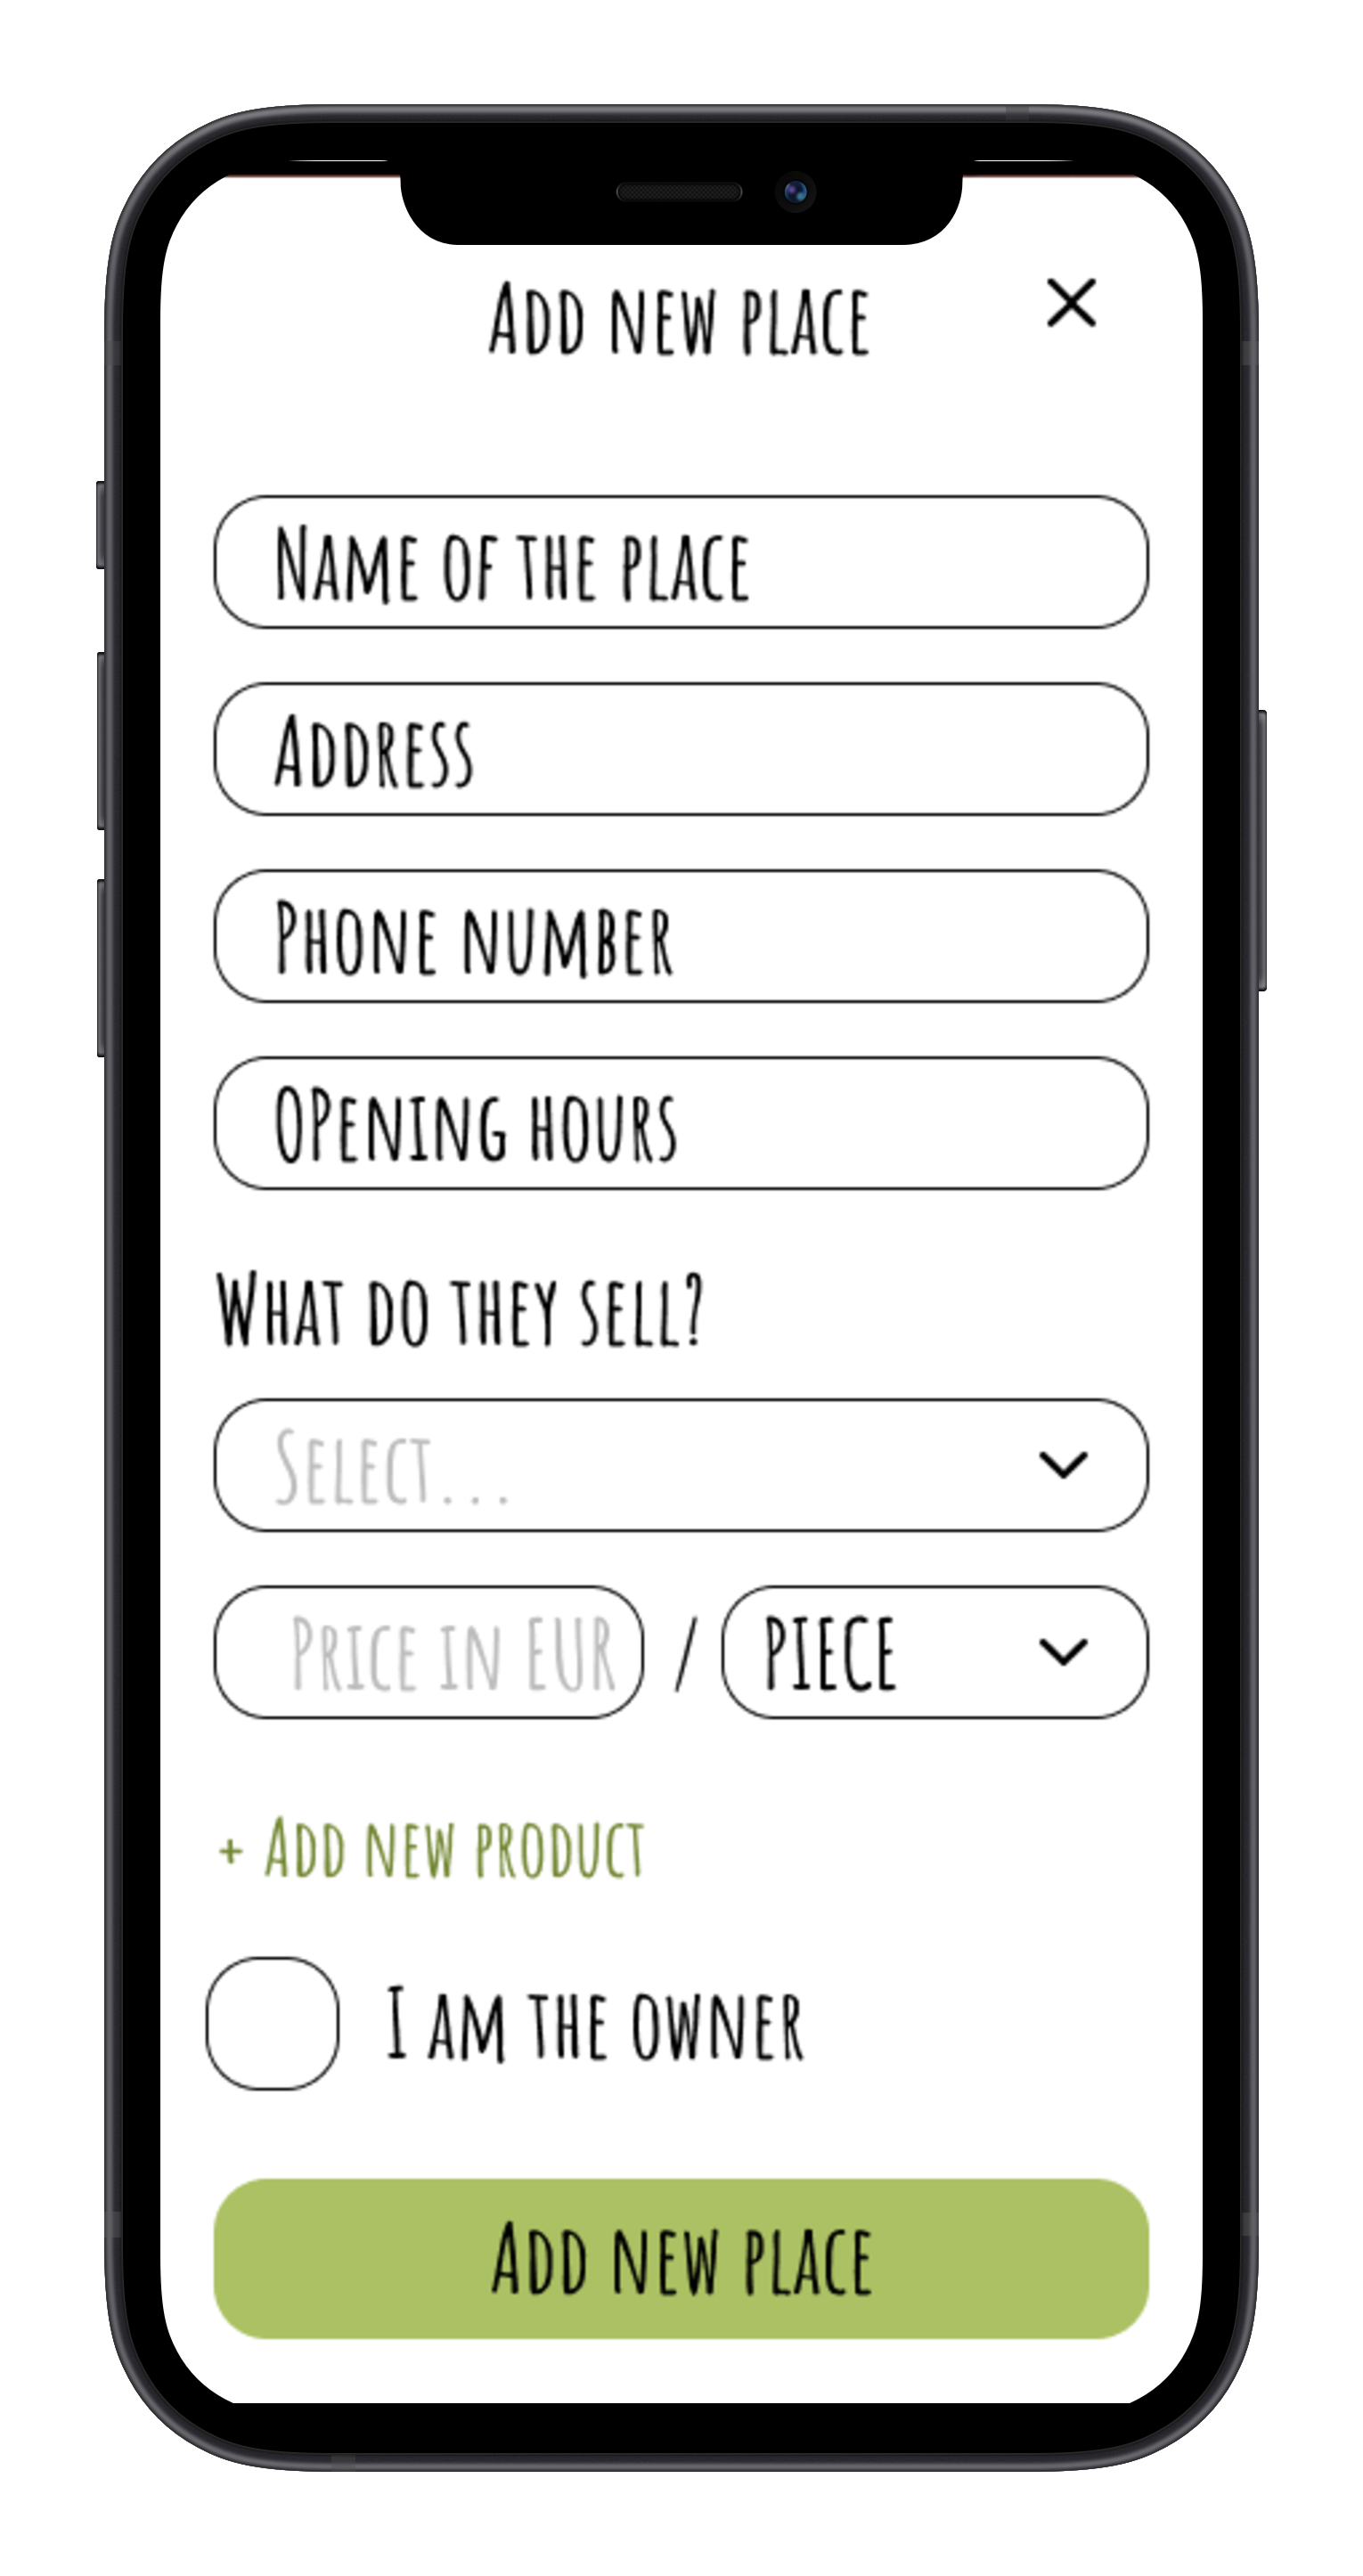 Add new place
Name of the place
Address
Phone number
Opening hours
What do they sell?
Select...
Price in EUR / PIECE
+ Add new product
I am the owner
Add new place